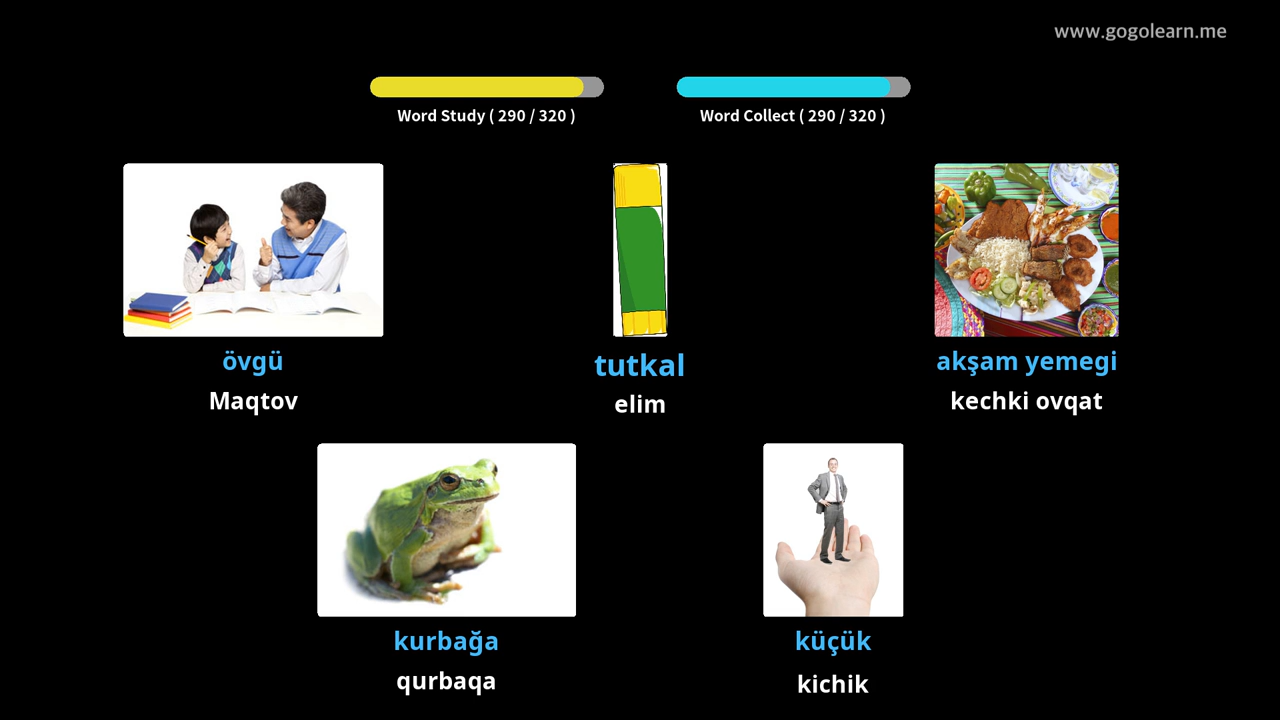 www.gogolearn.me
Word Study ( 290 / 320 )
Word Collect ( 290 / 320 )
övgü
Maqtov
tutkal
elim
akşam yemegi
kechki ovqat
kurbağa
qurbaqa
küçük
kichik